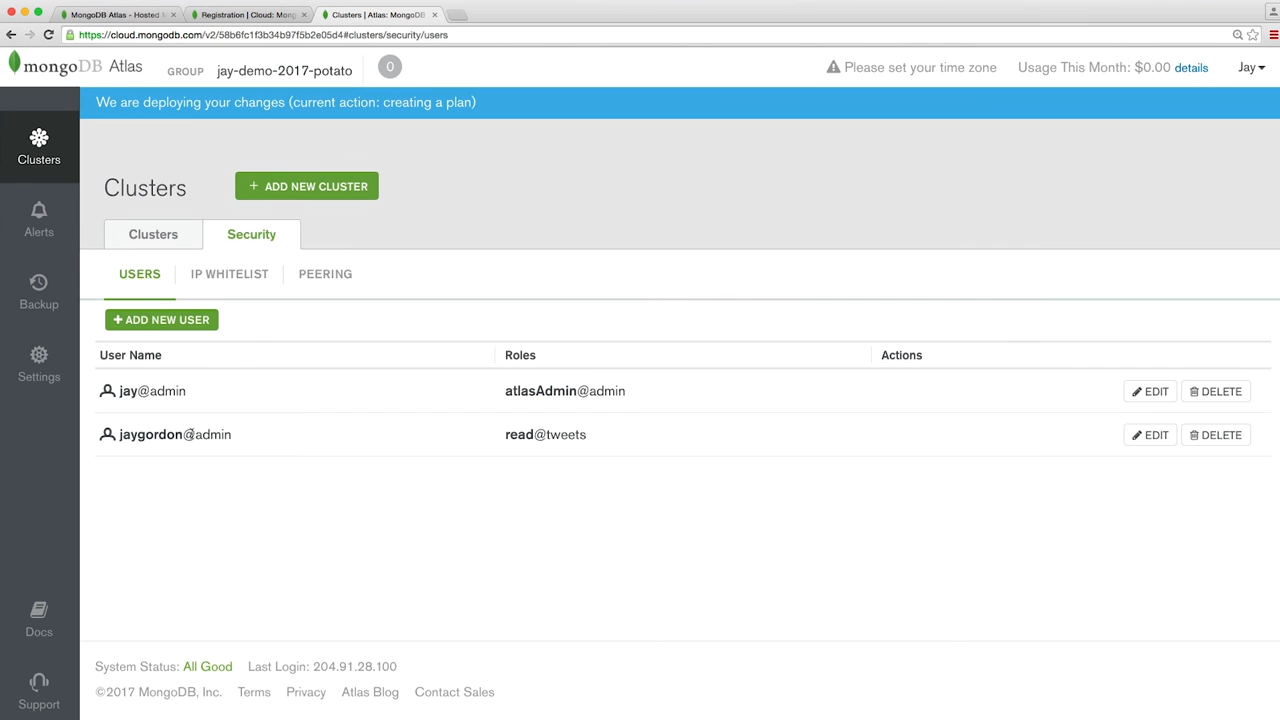 MongoDB Atlas - Hosted M
Registration | Cloud: Mong
Clusters | Atlas: MongoDB
https://cloud.mongodb.com/v2/58b6fc1f3b34b97f5b2e05d4#clusters/security/users
mongoDB Atlas
GROUP jay-demo-2017-potato
0
Please set your time zone
Usage This Month: $0.00 details
Jay
We are deploying your changes (current action: creating a plan)
Clusters
Alerts
Backup
Settings
Docs
Support
Clusters
+ ADD NEW CLUSTER
Clusters Security
USERS IP WHITELIST PEERING
+ ADD NEW USER
User Name Roles Actions
jay@admin atlasAdmin@admin EDIT DELETE
jaygordon@admin read@tweets EDIT DELETE
System Status: All Good Last Login: 204.91.28.100
©2017 MongoDB, Inc. Terms Privacy Atlas Blog Contact Sales